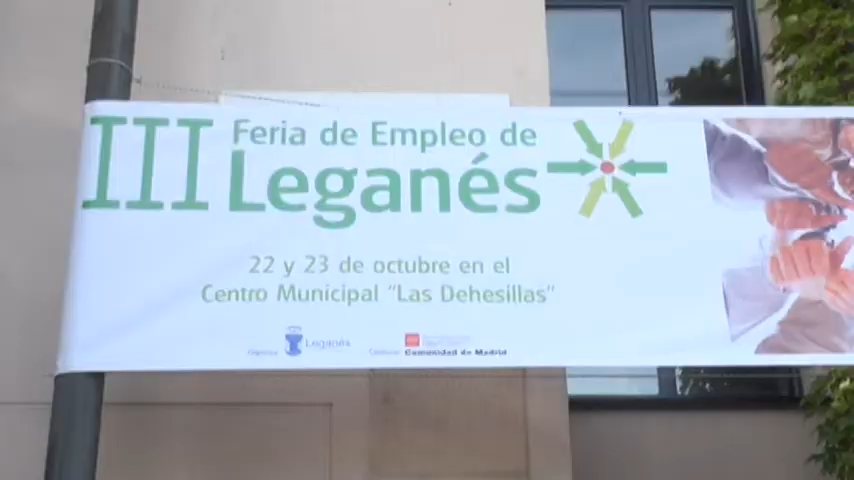 III Feria de Empleo de
Leganés
22 y 23 de octubre en el
Centro Municipal "Las Dehesillas"
Leganés
Comunidad de Madrid